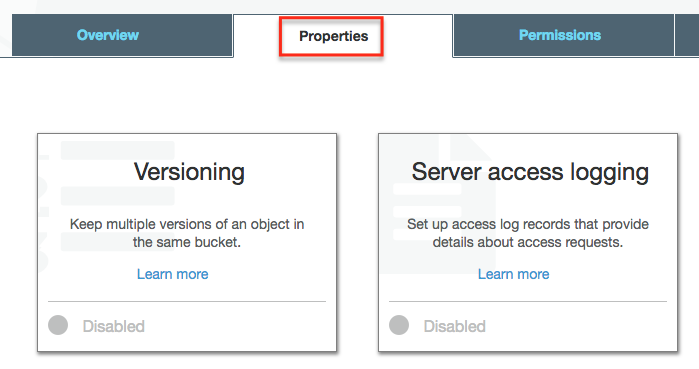 Overview
Properties
Permissions
Versioning
Keep multiple versions of an object in
the same bucket.
Learn more
Disabled
Server access logging
Set up access log records that provide
details about access requests.
Learn more
Disabled